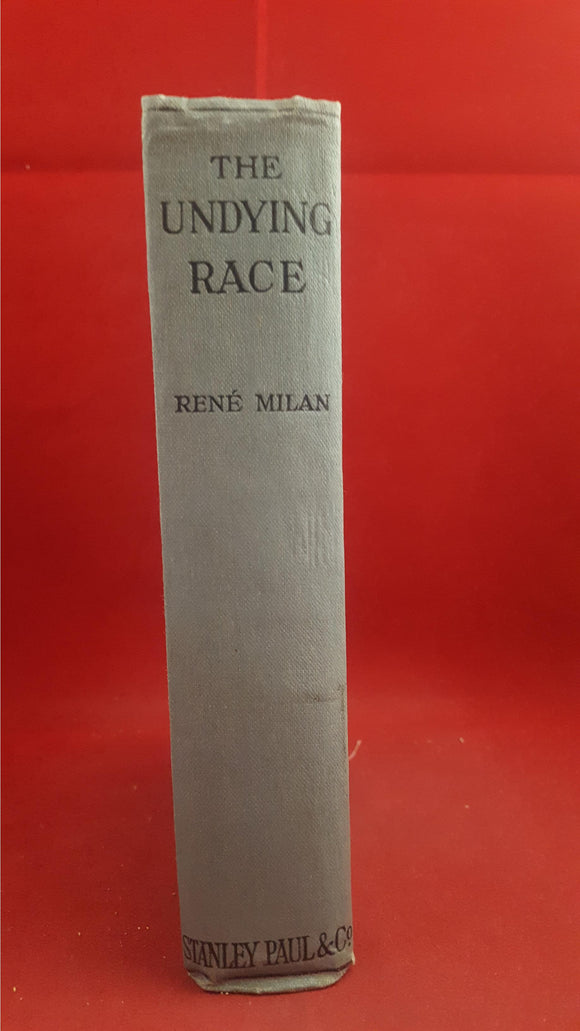 THE
UNDYING
RACE
RENÉ MILAN
STANLEY PAUL & Co